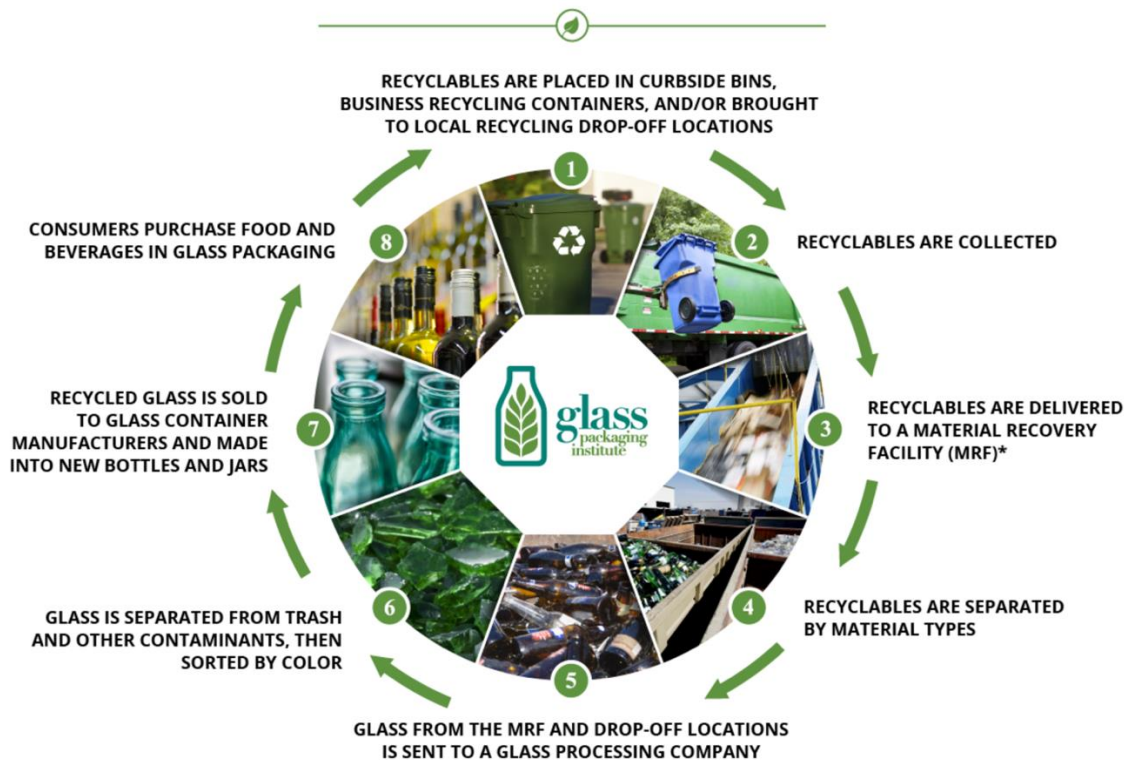 RECYCLABLES ARE PLACED IN CURBSIDE BINS,
BUSINESS RECYCLING CONTAINERS, AND/OR BROUGHT
TO LOCAL RECYCLING DROP-OFF LOCATIONS
1
2
RECYCLABLES ARE COLLECTED
3
RECYCLABLES ARE DELIVERED
TO A MATERIAL RECOVERY
FACILITY (MRF)*
4
RECYCLABLES ARE SEPARATED
BY MATERIAL TYPES
5
GLASS FROM THE MRF AND DROP-OFF LOCATIONS
IS SENT TO A GLASS PROCESSING COMPANY
6
GLASS IS SEPARATED FROM TRASH
AND OTHER CONTAMINANTS, THEN
SORTED BY COLOR
7
RECYCLED GLASS IS SOLD
TO GLASS CONTAINER
MANUFACTURERS AND MADE
INTO NEW BOTTLES AND JARS
8
CONSUMERS PURCHASE FOOD AND
BEVERAGES IN GLASS PACKAGING
glass
packaging
institute